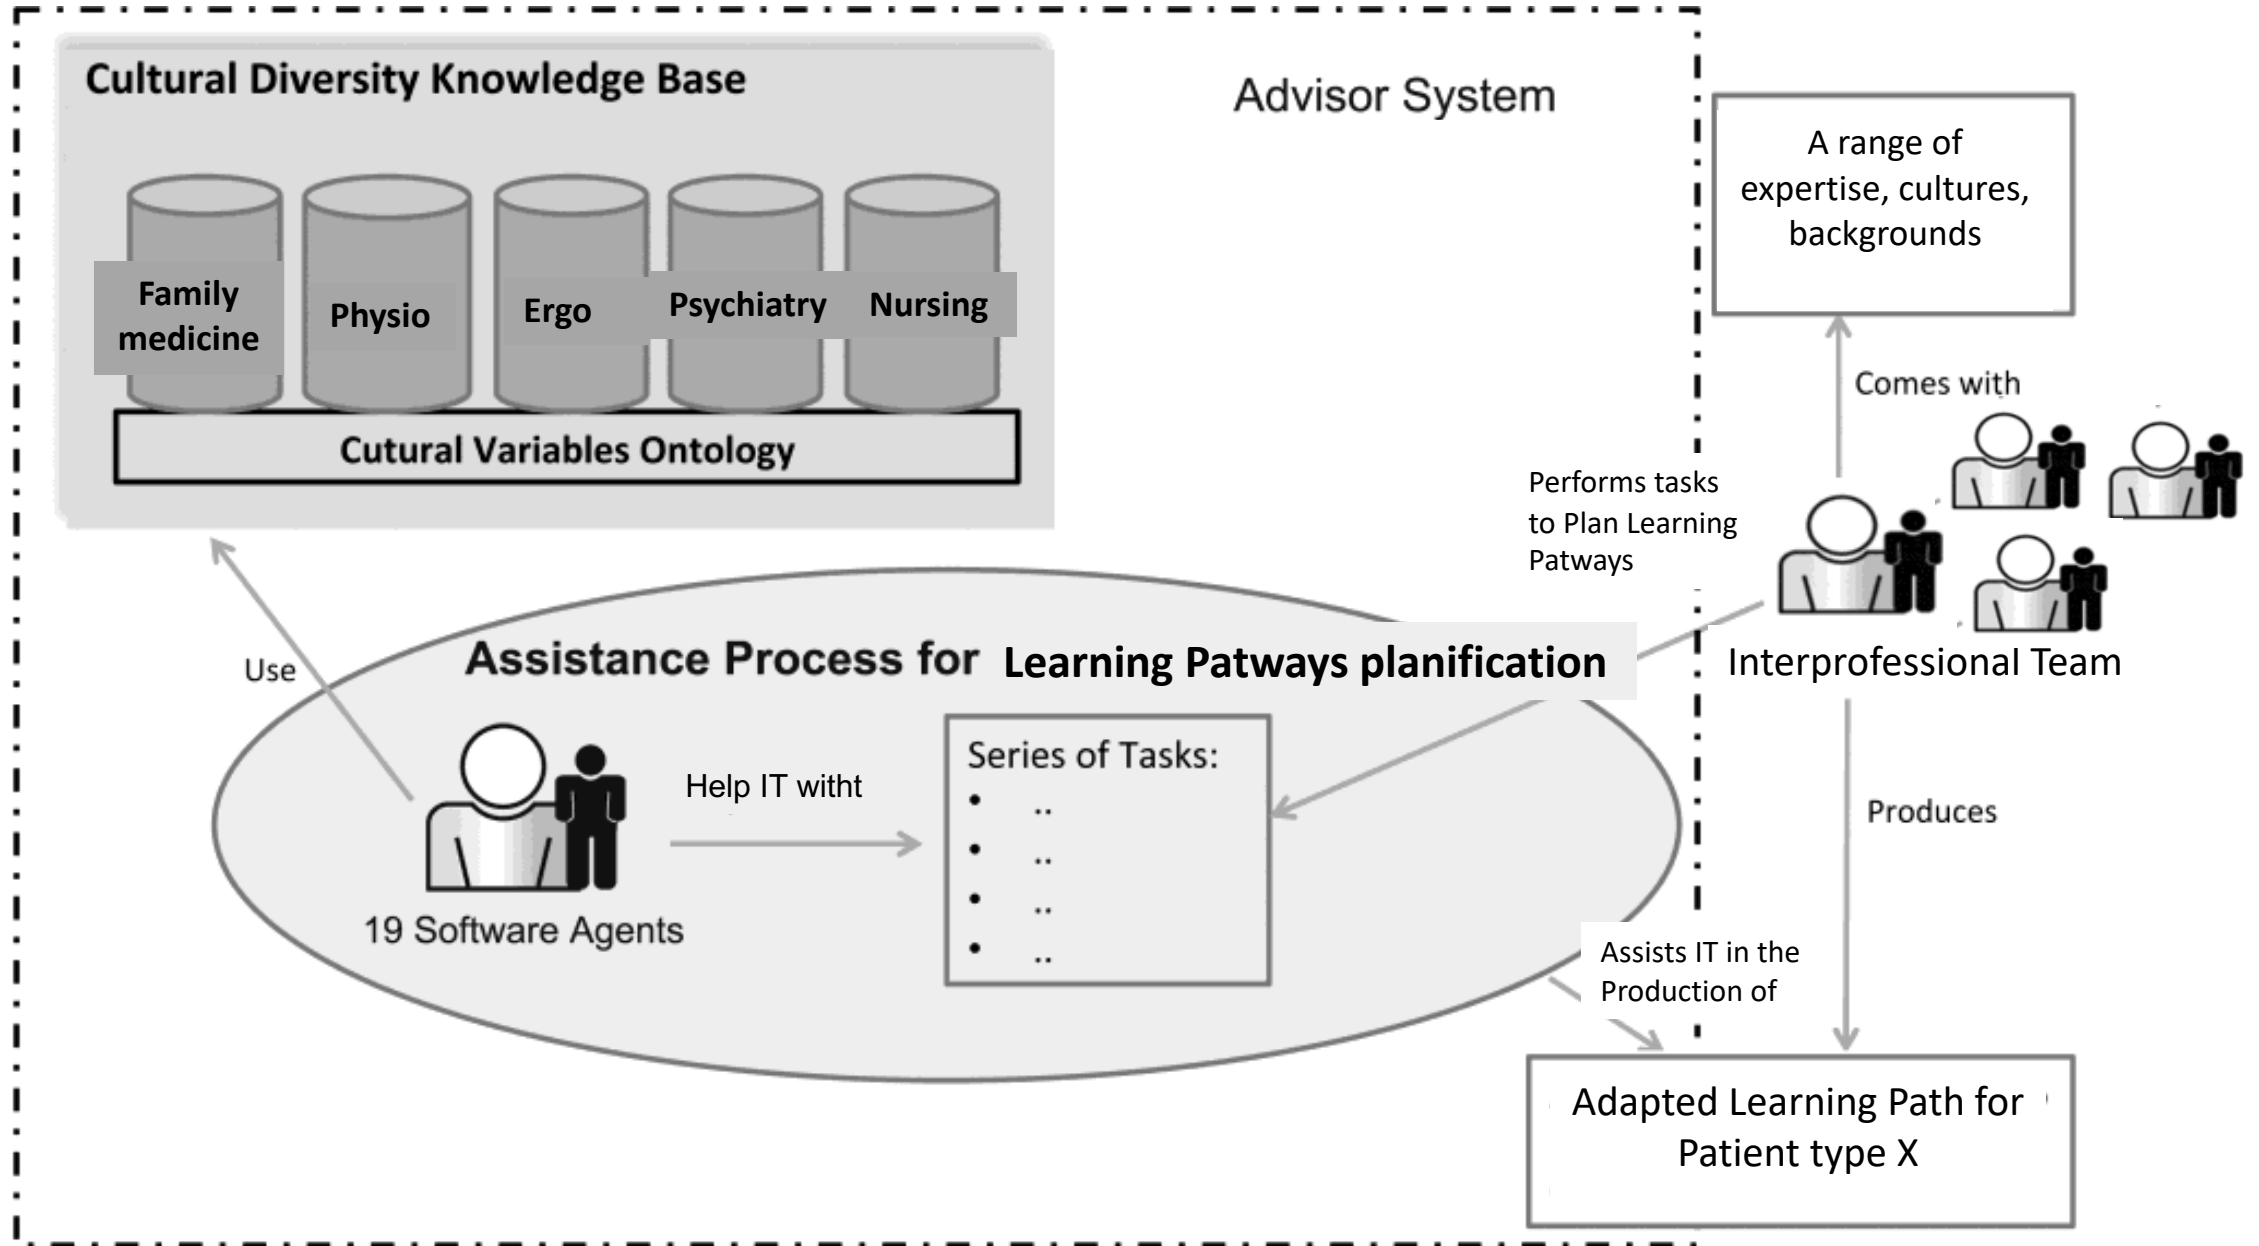 Cultural Diversity Knowledge Base
Advisor System
Family
medicine
Physio
Ergo
Psychiatry
Nursing
Cutural Variables Ontology
A range of
expertise, cultures,
backgrounds
Comes with
Performs tasks
to Plan Learning
Patways
Interprofessional Team
Use
Assistance Process for Learning Patways planification
Series of Tasks:
• ..
• ..
• ..
• ..
Help IT witht
19 Software Agents
Produces
Assists IT in the
Production of
Adapted Learning Path for
Patient type X